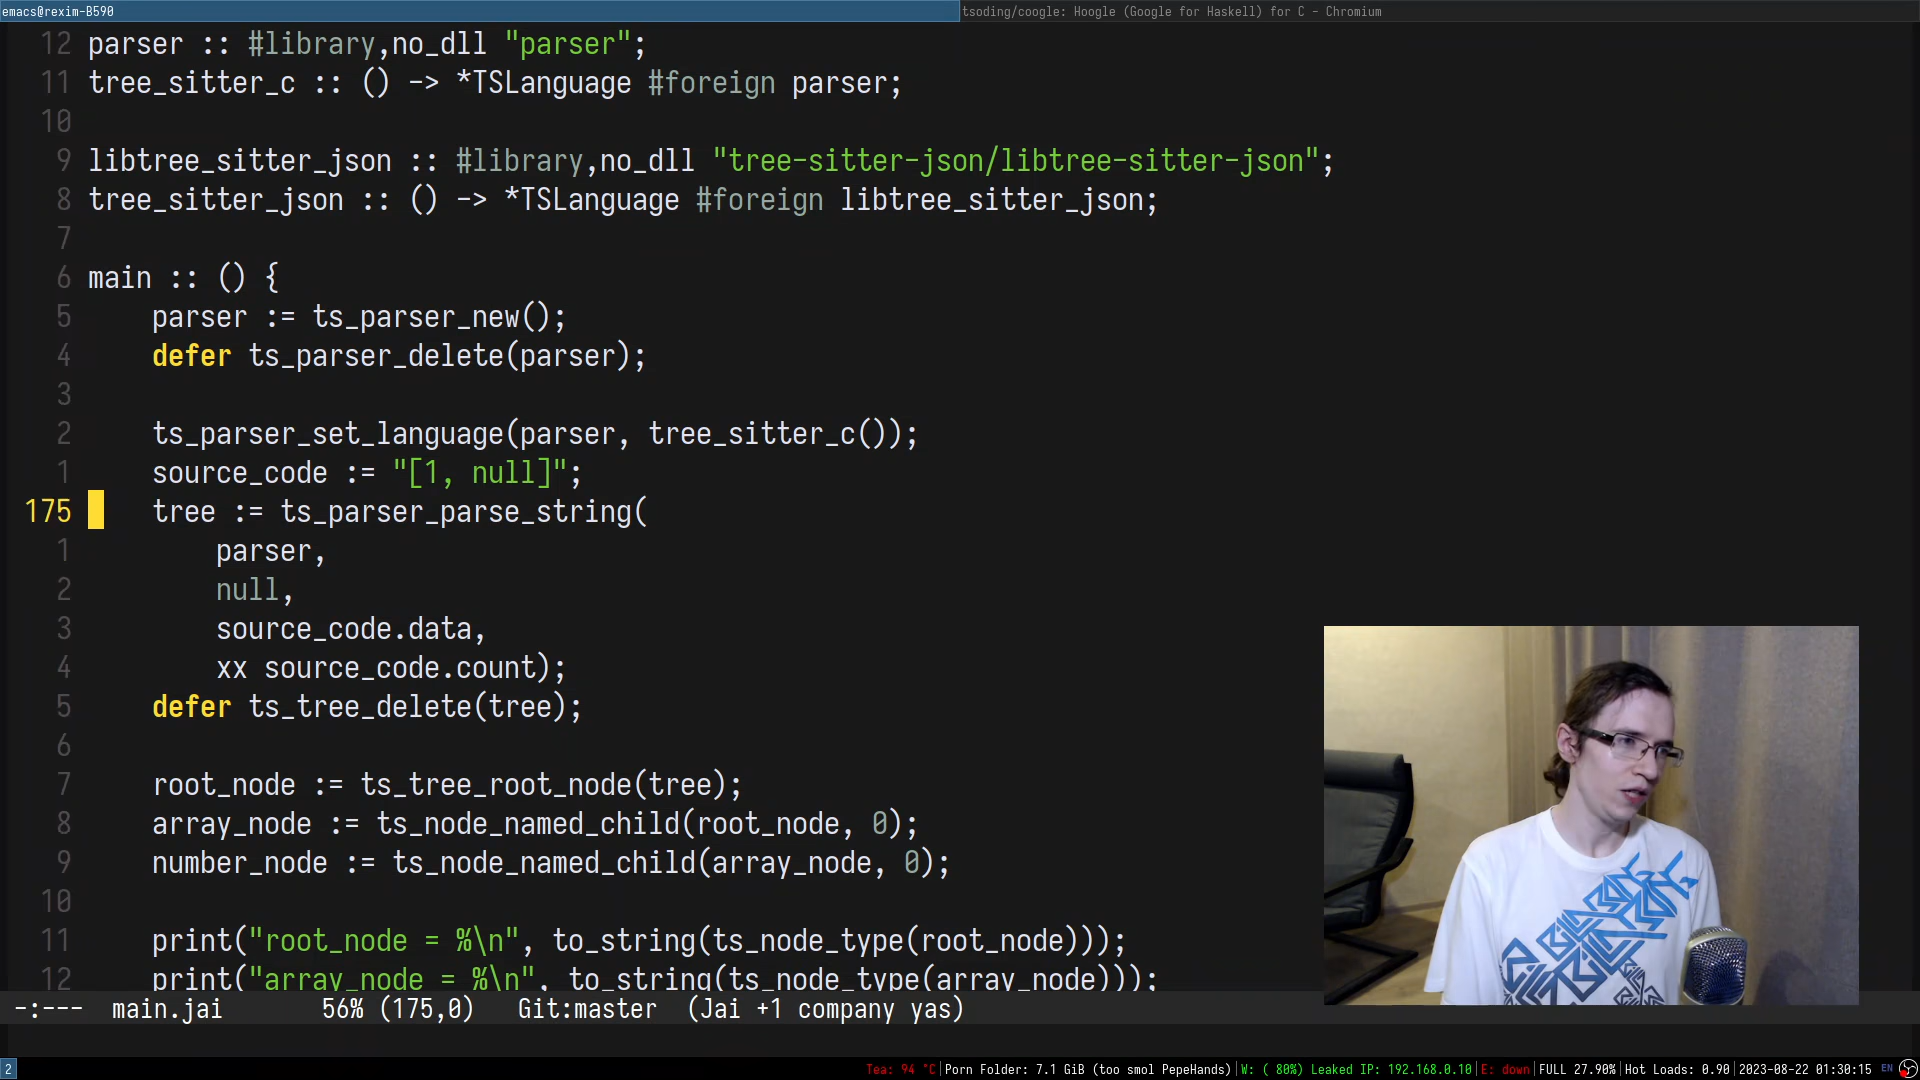 emacs@rexim-B590 tsoding/coogle: Hoogle (Google for Haskell) for C - Chromium
12 parser :: #library,no_dll "parser";
11 tree_sitter_c :: () -> *TSLanguage #foreign parser;
10
9 libtree_sitter_json :: #library,no_dll "tree-sitter-json/libtree-sitter-json";
8 tree_sitter_json :: () -> *TSLanguage #foreign libtree_sitter_json;
7
6 main :: () {
5 parser := ts_parser_new();
4 defer ts_parser_delete(parser);
3
2 ts_parser_set_language(parser, tree_sitter_c());
1 source_code := "[1, null]";
175 tree := ts_parser_parse_string(
1 parser,
2 null,
3 source_code.data,
4 xx source_code.count);
5 defer ts_tree_delete(tree);
6
7 root_node := ts_tree_root_node(tree);
8 array_node := ts_node_named_child(root_node, 0);
9 number_node := ts_node_named_child(array_node, 0);
10
11 print("root_node = %\n", to_string(ts_node_type(root_node)));
12 print("array_node = %\n", to_string(ts_node_type(array_node)));
-:--- main.jai 56% (175,0) Git:master (Jai +1 company yas)
2 Tea: 94 °C|Porn Folder: 7.1 GiB (too smol PepeHands)|W: ( 80%) Leaked IP: 192.168.0.10|E: down|FULL 27.90%|Hot Loads: 0.90|2023-08-22 01:30:15 EN